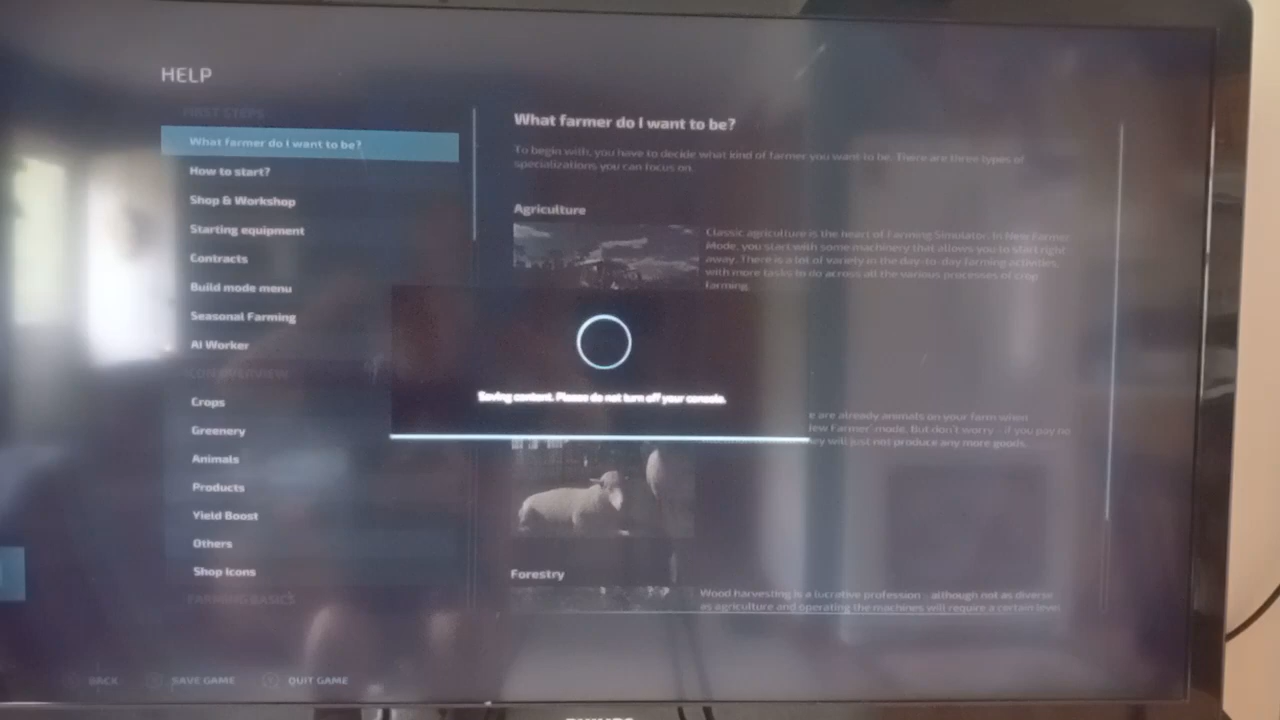 HELP
FIRST STEPS
What farmer do I want to be?
How to start?
Shop & Workshop
Starting equipment
Contracts
Build mode menu
Seasonal Farming
AI Worker
ICON OVERVIEW
Crops
Greenery
Animals
Products
Yield Boost
Others
Shop Icons
FARMING BASICS
What farmer do I want to be?
To begin with, you have to decide what kind of farmer you want to be. There are three types of
specializations you can focus on.
Agriculture
Classic agriculture is the heart of Farming Simulator. In New Farmer
Mode, you start with some machinery that allows you to start right
away. There is a lot of variety in the day-to-day farming activities,
with more tasks to do across all the various processes of crop
farming.
Saving content. Please do not turn off your console.
e are already animals on your farm when
ew Farmer'-mode. But don't worry - if you pay no
ey will just not produce any more goods.
Forestry
Wood harvesting is a lucrative profession - although not as diverse
as agriculture and operating the machines will require a certain level
BACK
SAVE GAME
QUIT GAME